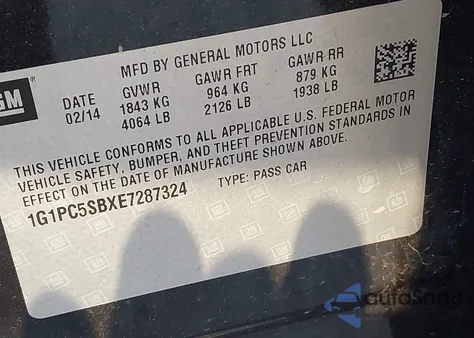 GM
MFD BY GENERAL MOTORS LLC
DATE GVWR GAWR FRT GAWR RR
02/14 1843 KG 964 KG 879 KG
4064 LB 2126 LB 1938 LB
THIS VEHICLE CONFORMS TO ALL APPLICABLE U.S. FEDERAL MOTOR
VEHICLE SAFETY, BUMPER, AND THEFT PREVENTION STANDARDS IN
EFFECT ON THE DATE OF MANUFACTURE SHOWN ABOVE.
1G1PC5SBXE7287324 TYPE: PASS CAR
autoSnap